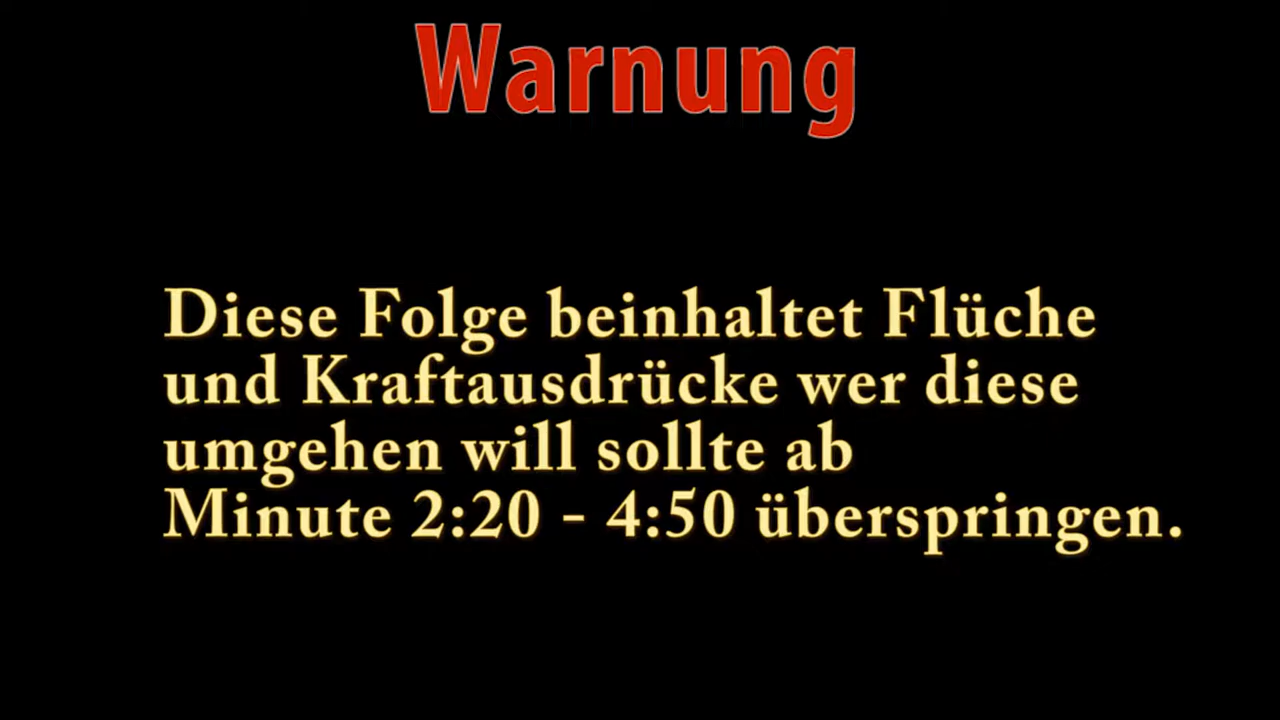 Warnung
Diese Folge beinhaltet Flüche
und Kraftausdrücke wer diese
umgehen will sollte ab
Minute 2:20 - 4:50 überspringen.